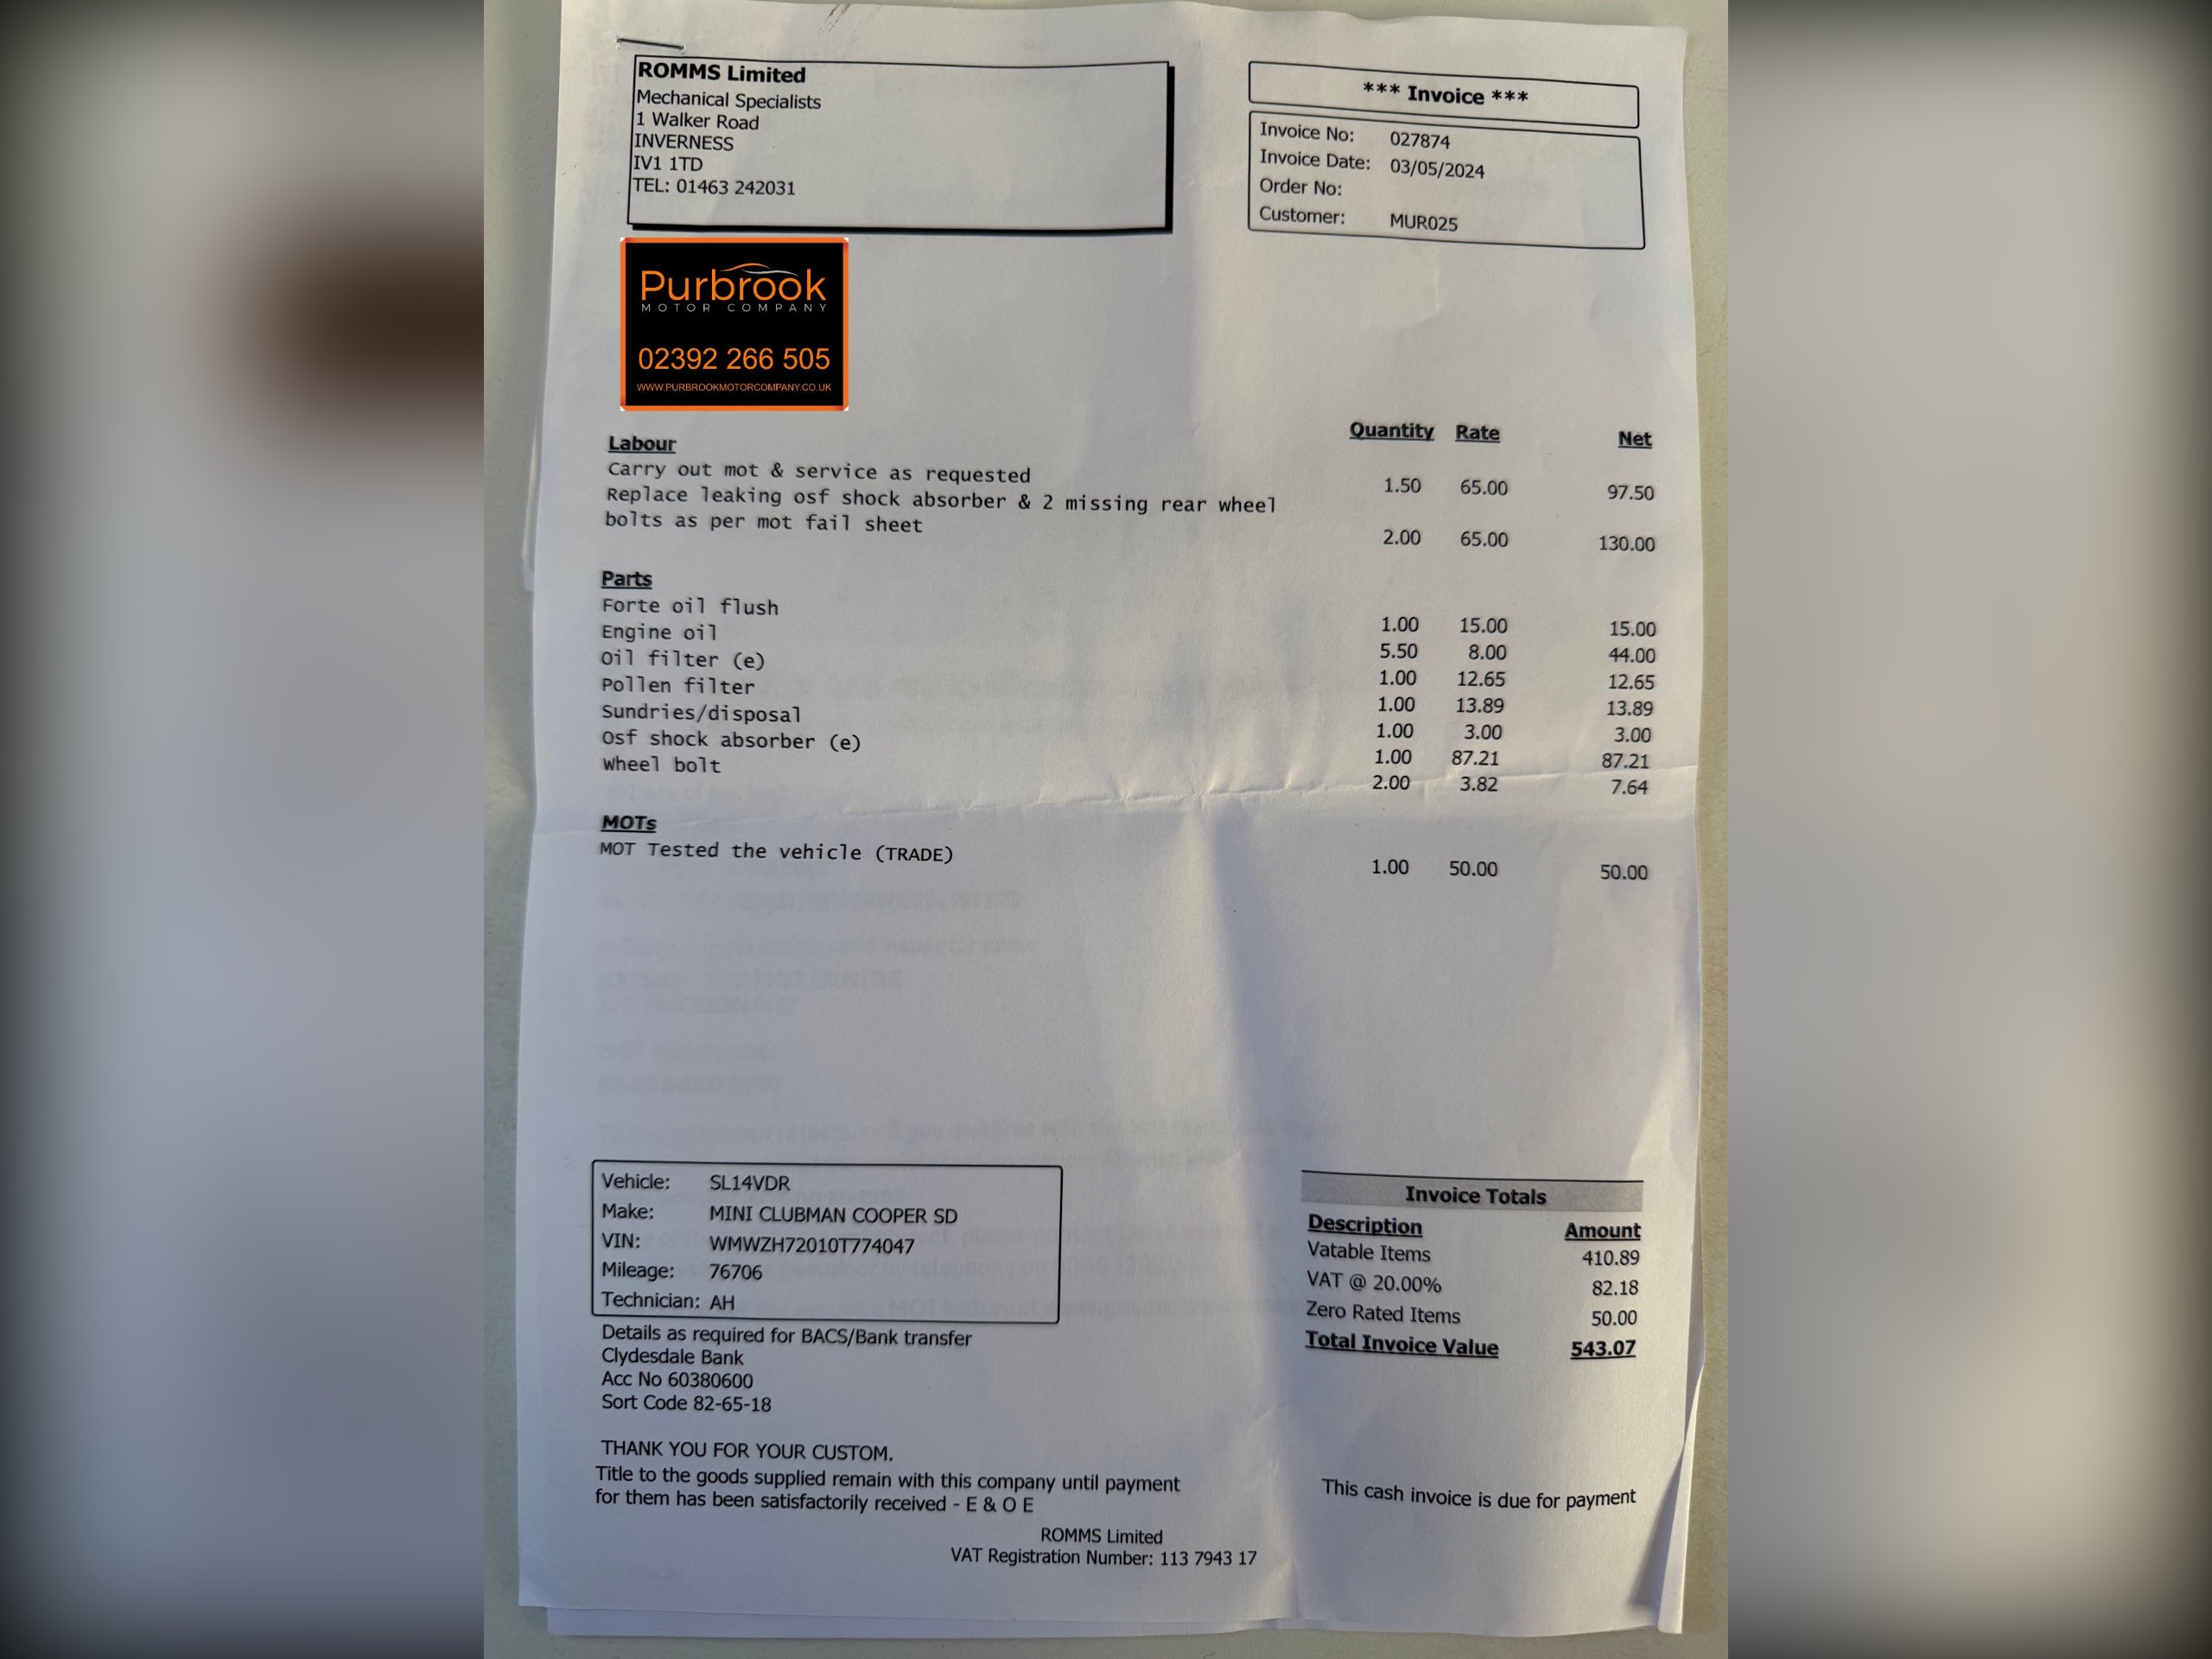 ROMMS Limited
Mechanical Specialists
1 Walker Road
INVERNESS
IV1 1TD
TEL: 01463 242031
*** Invoice ***
Invoice No: 027874
Invoice Date: 03/05/2024
Order No:
Customer: MUR025
Purbrook
MOTOR COMPANY
02392 266 505
WWW.PURBROOKMOTORCOMPANY.CO.UK
Quantity Rate Net
Labour
Carry out mot & service as requested 1.50 65.00 97.50
Replace leaking osf shock absorber & 2 missing rear wheel
bolts as per mot fail sheet 2.00 65.00 130.00
Parts
Forte oil flush 1.00 15.00 15.00
Engine oil 5.50 8.00 44.00
Oil filter (e) 1.00 12.65 12.65
Pollen filter 1.00 13.89 13.89
Sundries/disposal 1.00 3.00 3.00
Osf shock absorber (e) 1.00 87.21 87.21
Wheel bolt 2.00 3.82 7.64
MOTs
MOT Tested the vehicle (TRADE) 1.00 50.00 50.00
Vehicle: SL14VDR
Make: MINI CLUBMAN COOPER SD
VIN: WMWZH72010T774047
Mileage: 76706
Technician: AH
Invoice Totals
Description Amount
Vatable Items 410.89
VAT @ 20.00% 82.18
Zero Rated Items 50.00
Total Invoice Value 543.07
Details as required for BACS/Bank transfer
Clydesdale Bank
Acc No 60380600
Sort Code 82-65-18
THANK YOU FOR YOUR CUSTOM.
Title to the goods supplied remain with this company until payment
for them has been satisfactorily received - E & O E
This cash invoice is due for payment
ROMMS Limited
VAT Registration Number: 113 7943 17